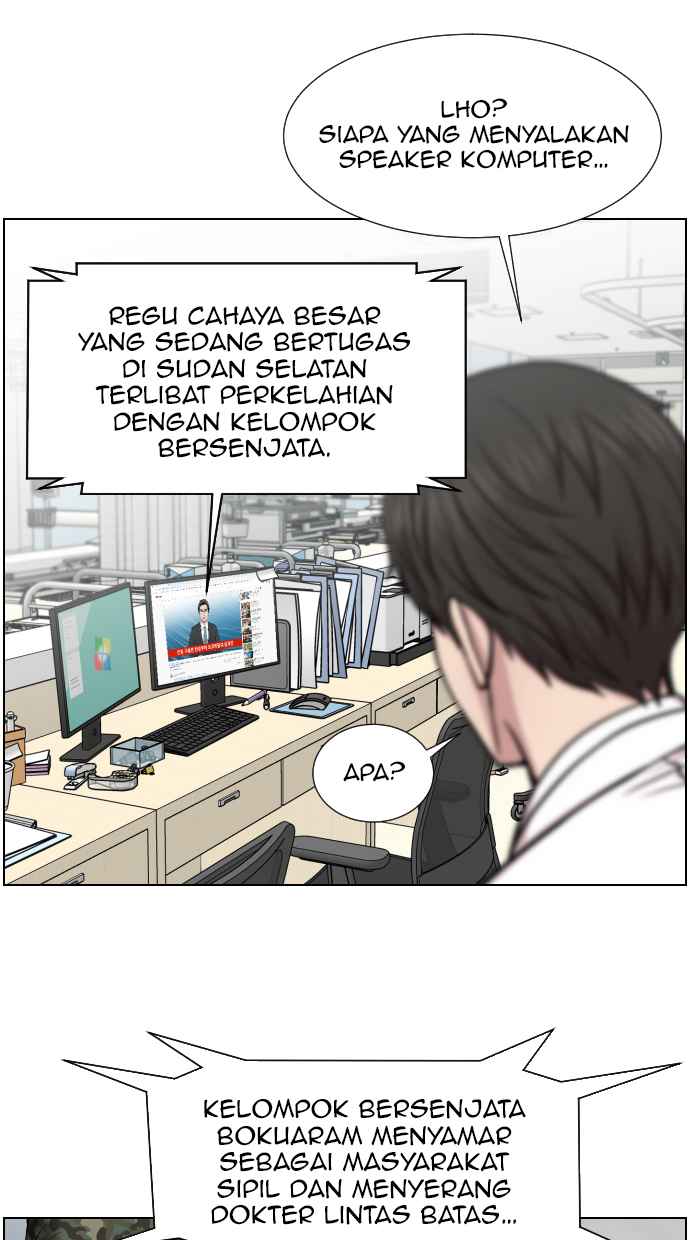 LHO?
SIAPA YANG MENYALAKAN
SPEAKER KOMPUTER...
REGU CAHAYA BESAR
YANG SEDANG BERTUGAS
DI SUDAN SELATAN
TERLIBAT PERKELAHIAN
DENGAN KELOMPOK
BERSENJATA.
APA?
KELOMPOK BERSENJATA
BOKUARAM MENYAMAR
SEBAGAI MASYARAKAT
SIPIL DAN MENYERANG
DOKTER LINTAS BATAS...